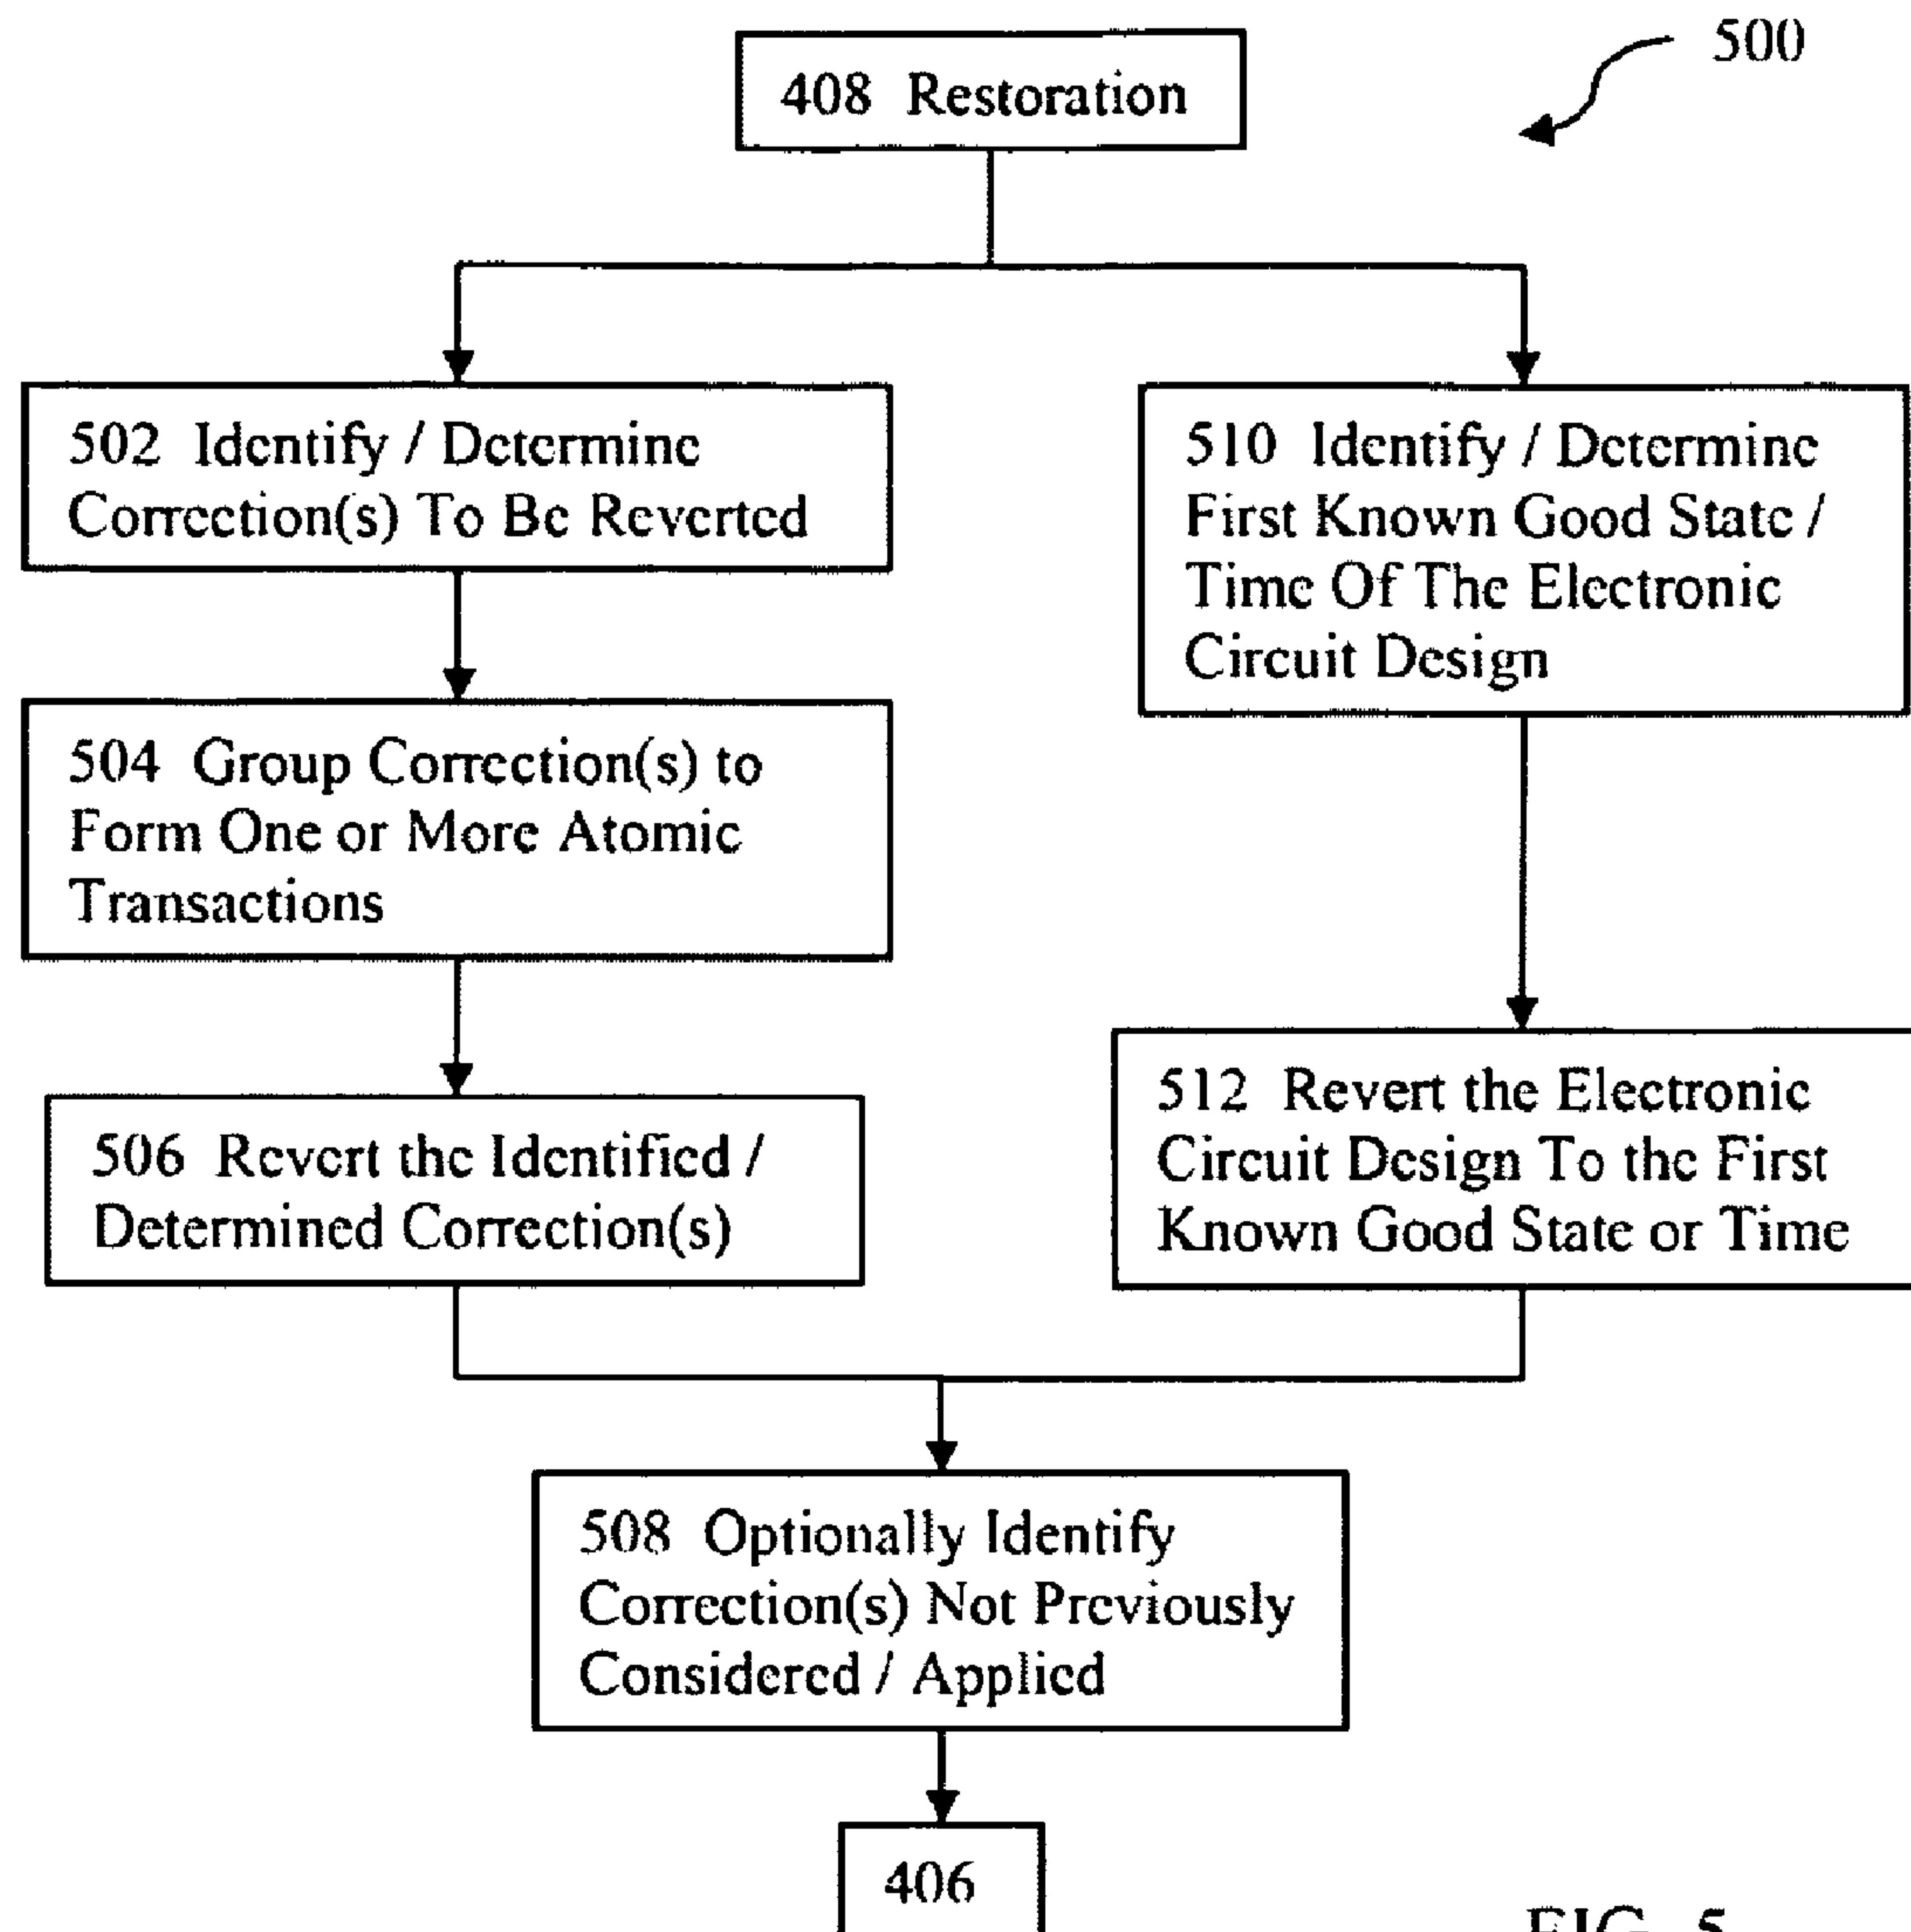 500
408 Restoration
502 Identify / Determine
Correction(s) To Be Reverted
510 Identify / Determine
First Known Good State /
Time Of The Electronic
Circuit Design
504 Group Correction(s) to
Form One or More Atomic
Transactions
506 Revert the Identified /
Determined Correction(s)
512 Revert the Electronic
Circuit Design To the First
Known Good State or Time
508 Optionally Identify
Correction(s) Not Previously
Considered / Applied
406
FIG. 5